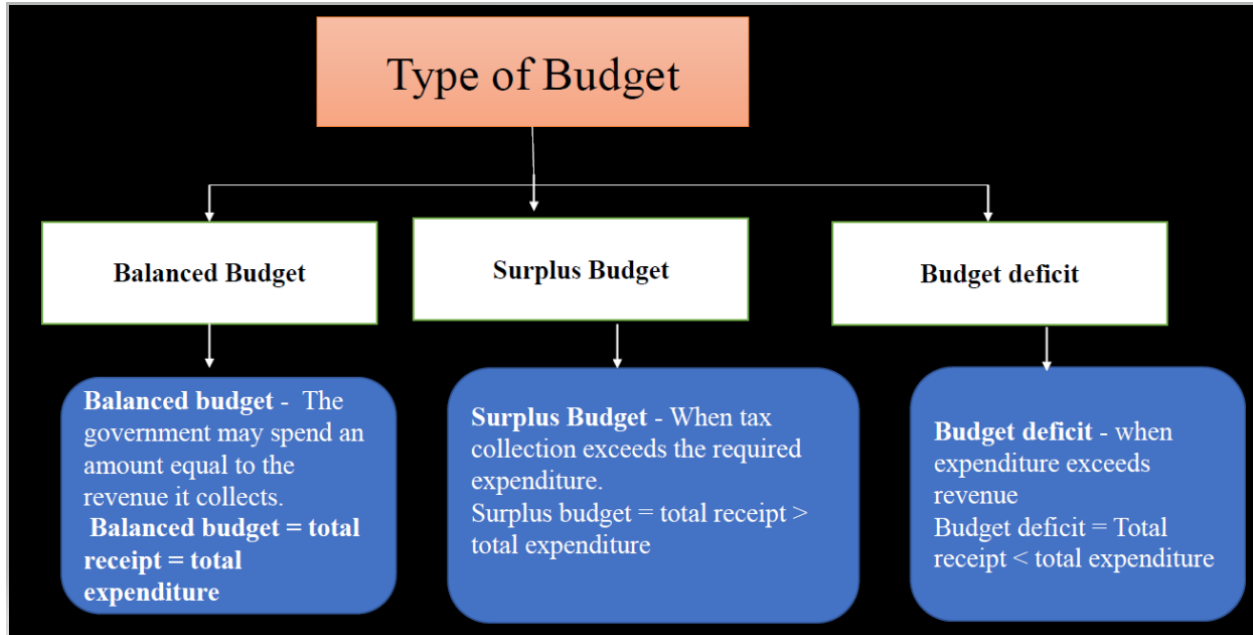 Type of Budget
Balanced Budget
Surplus Budget
Budget deficit
Balanced budget - The
government may spend an
amount equal to the
revenue it collects.
Balanced budget = total
receipt = total
expenditure
Surplus Budget - When tax
collection exceeds the required
expenditure.
Surplus budget = total receipt >
total expenditure
Budget deficit - when
expenditure exceeds
revenue
Budget deficit = Total
receipt < total expenditure